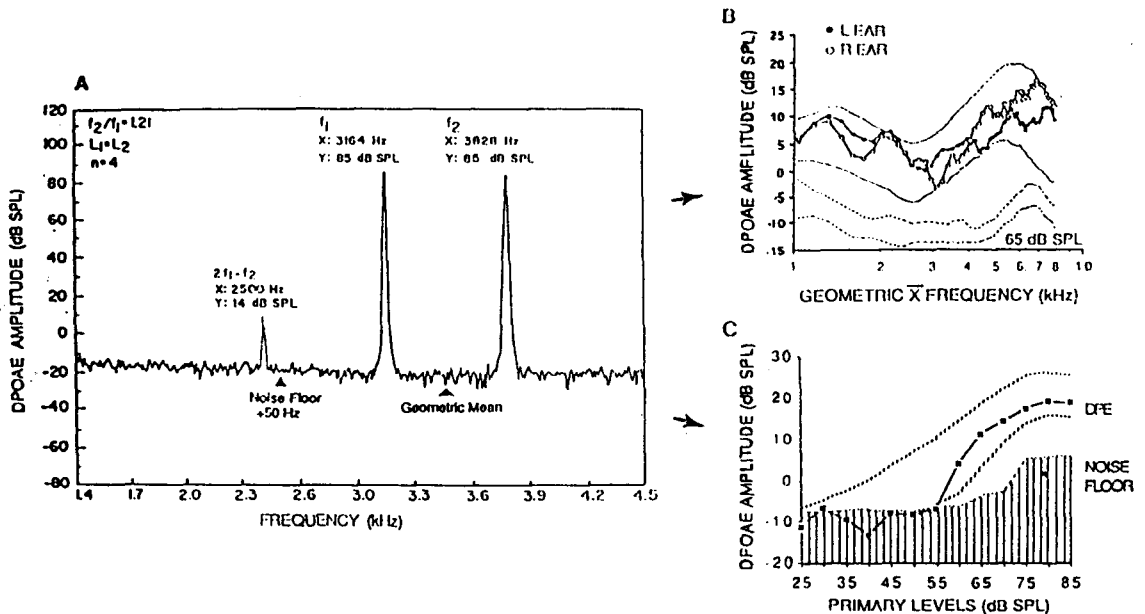 A
f2/f1=1.21
L1=L2
n=4
f1
X: 3164 Hz
Y: 85 dB SPL
f2
X: 3828 Hz
Y: 85 dB SPL
2f1-f2
X: 2500 Hz
Y: 14 dB SPL
Noise Floor
+50 Hz
Geometric Mean
DPOAE AMPLITUDE (dB SPL)
120
100
80
60
40
20
0
-20
-40
-60
-80
1.4
1.7
2.0
2.3
2.6
3.0
3.3
3.6
3.9
4.2
4.5
FREQUENCY (kHz)
B
L EAR
R EAR
DPOAE AMPLITUDE (dB SPL)
25
20
15
10
5
0
-5
-10
-15
65 dB SPL
1
2
3
4
5
6
7
8
10
GEOMETRIC X̅ FREQUENCY (kHz)
C
DPOAE AMPLITUDE (dB SPL)
30
20
10
0
-10
-20
DPE
NOISE
FLOOR
25
35
45
55
65
75
85
PRIMARY LEVELS (dB SPL)